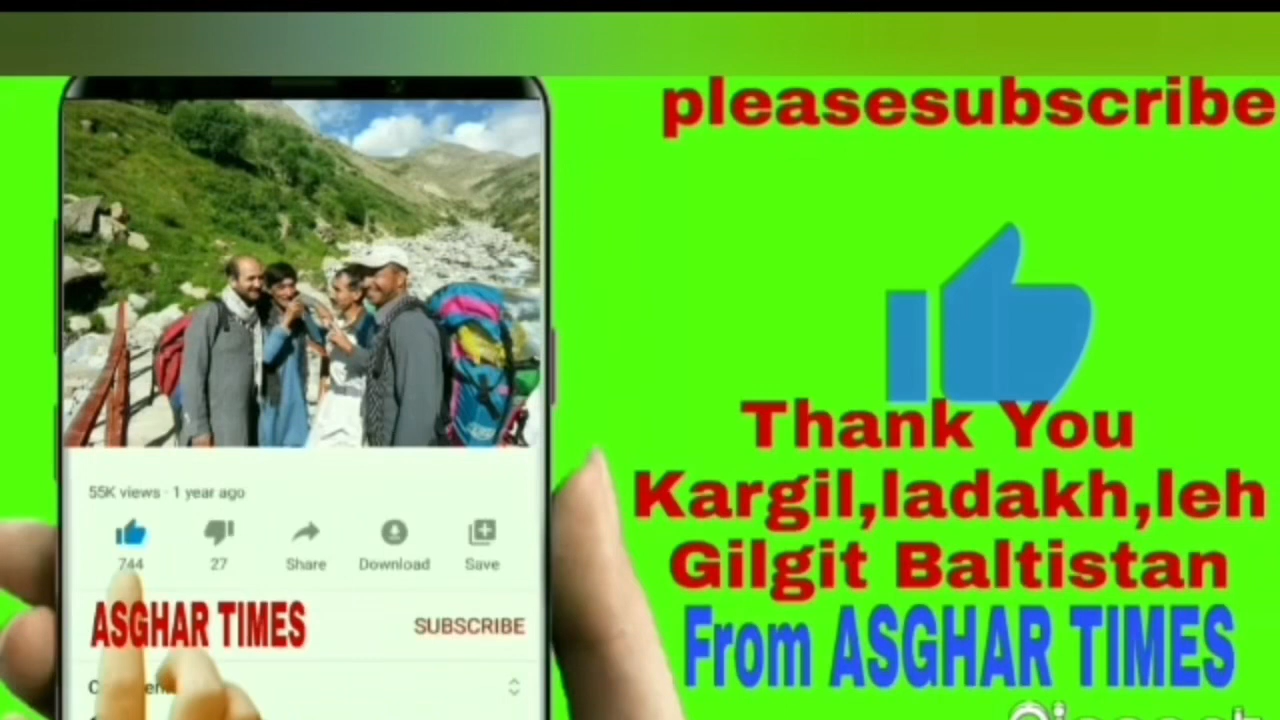 pleasesubscribe
Thank You
Kargil,ladakh,leh
Gilgit Baltistan
From ASGHAR TIMES
55K views · 1 year ago
744
27
Share
Download
Save
ASGHAR TIMES
SUBSCRIBE